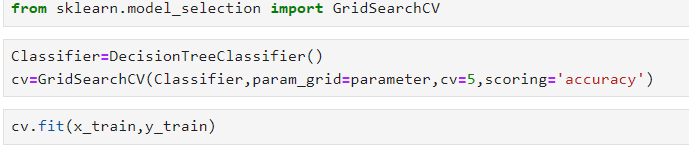 from sklearn.model_selection import GridSearchCV
Classifier=DecisionTreeClassifier()
cv=GridSearchCV(Classifier,param_grid=parameter,cv=5,scoring='accuracy')
cv.fit(x_train,y_train)